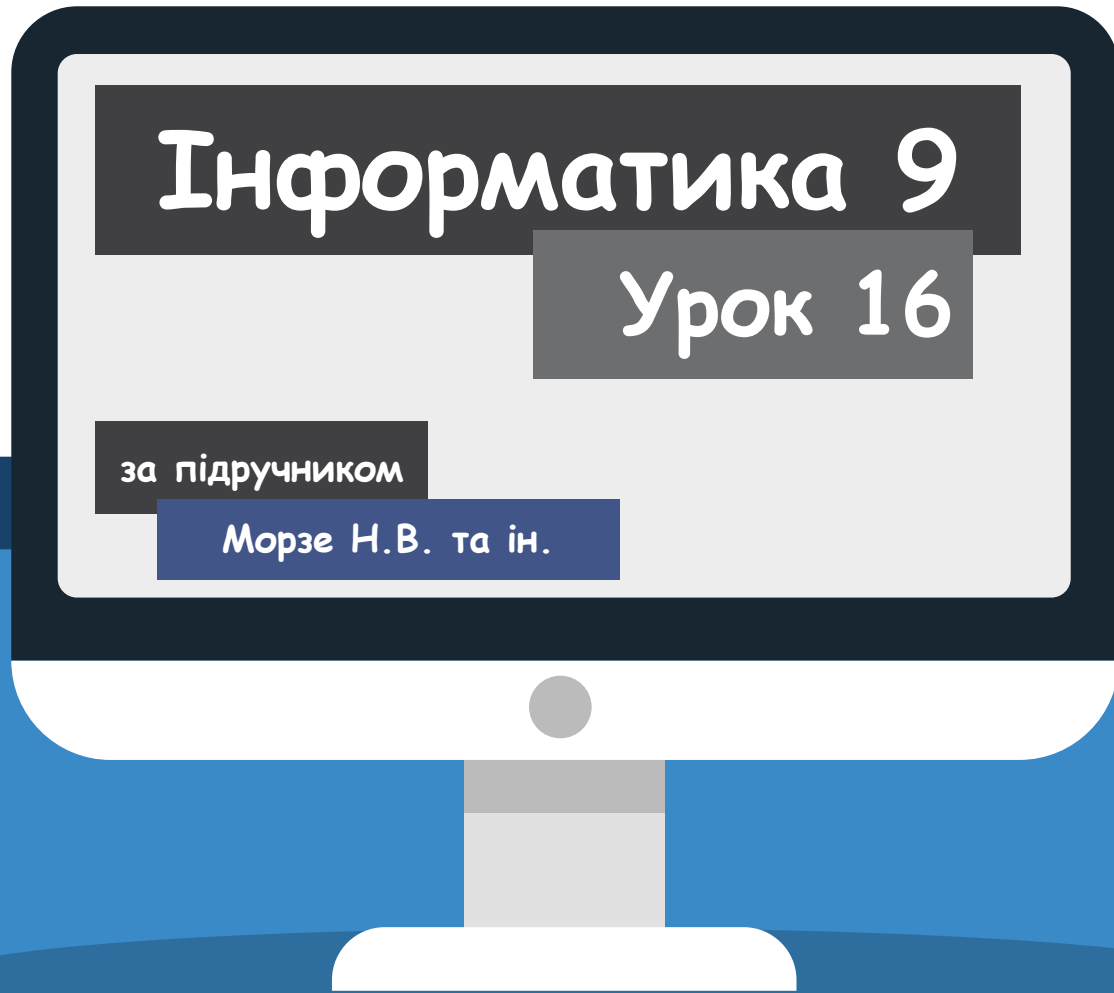 Інформатика 9
Урок 16
за підручником
Морзе Н.В. та ін.